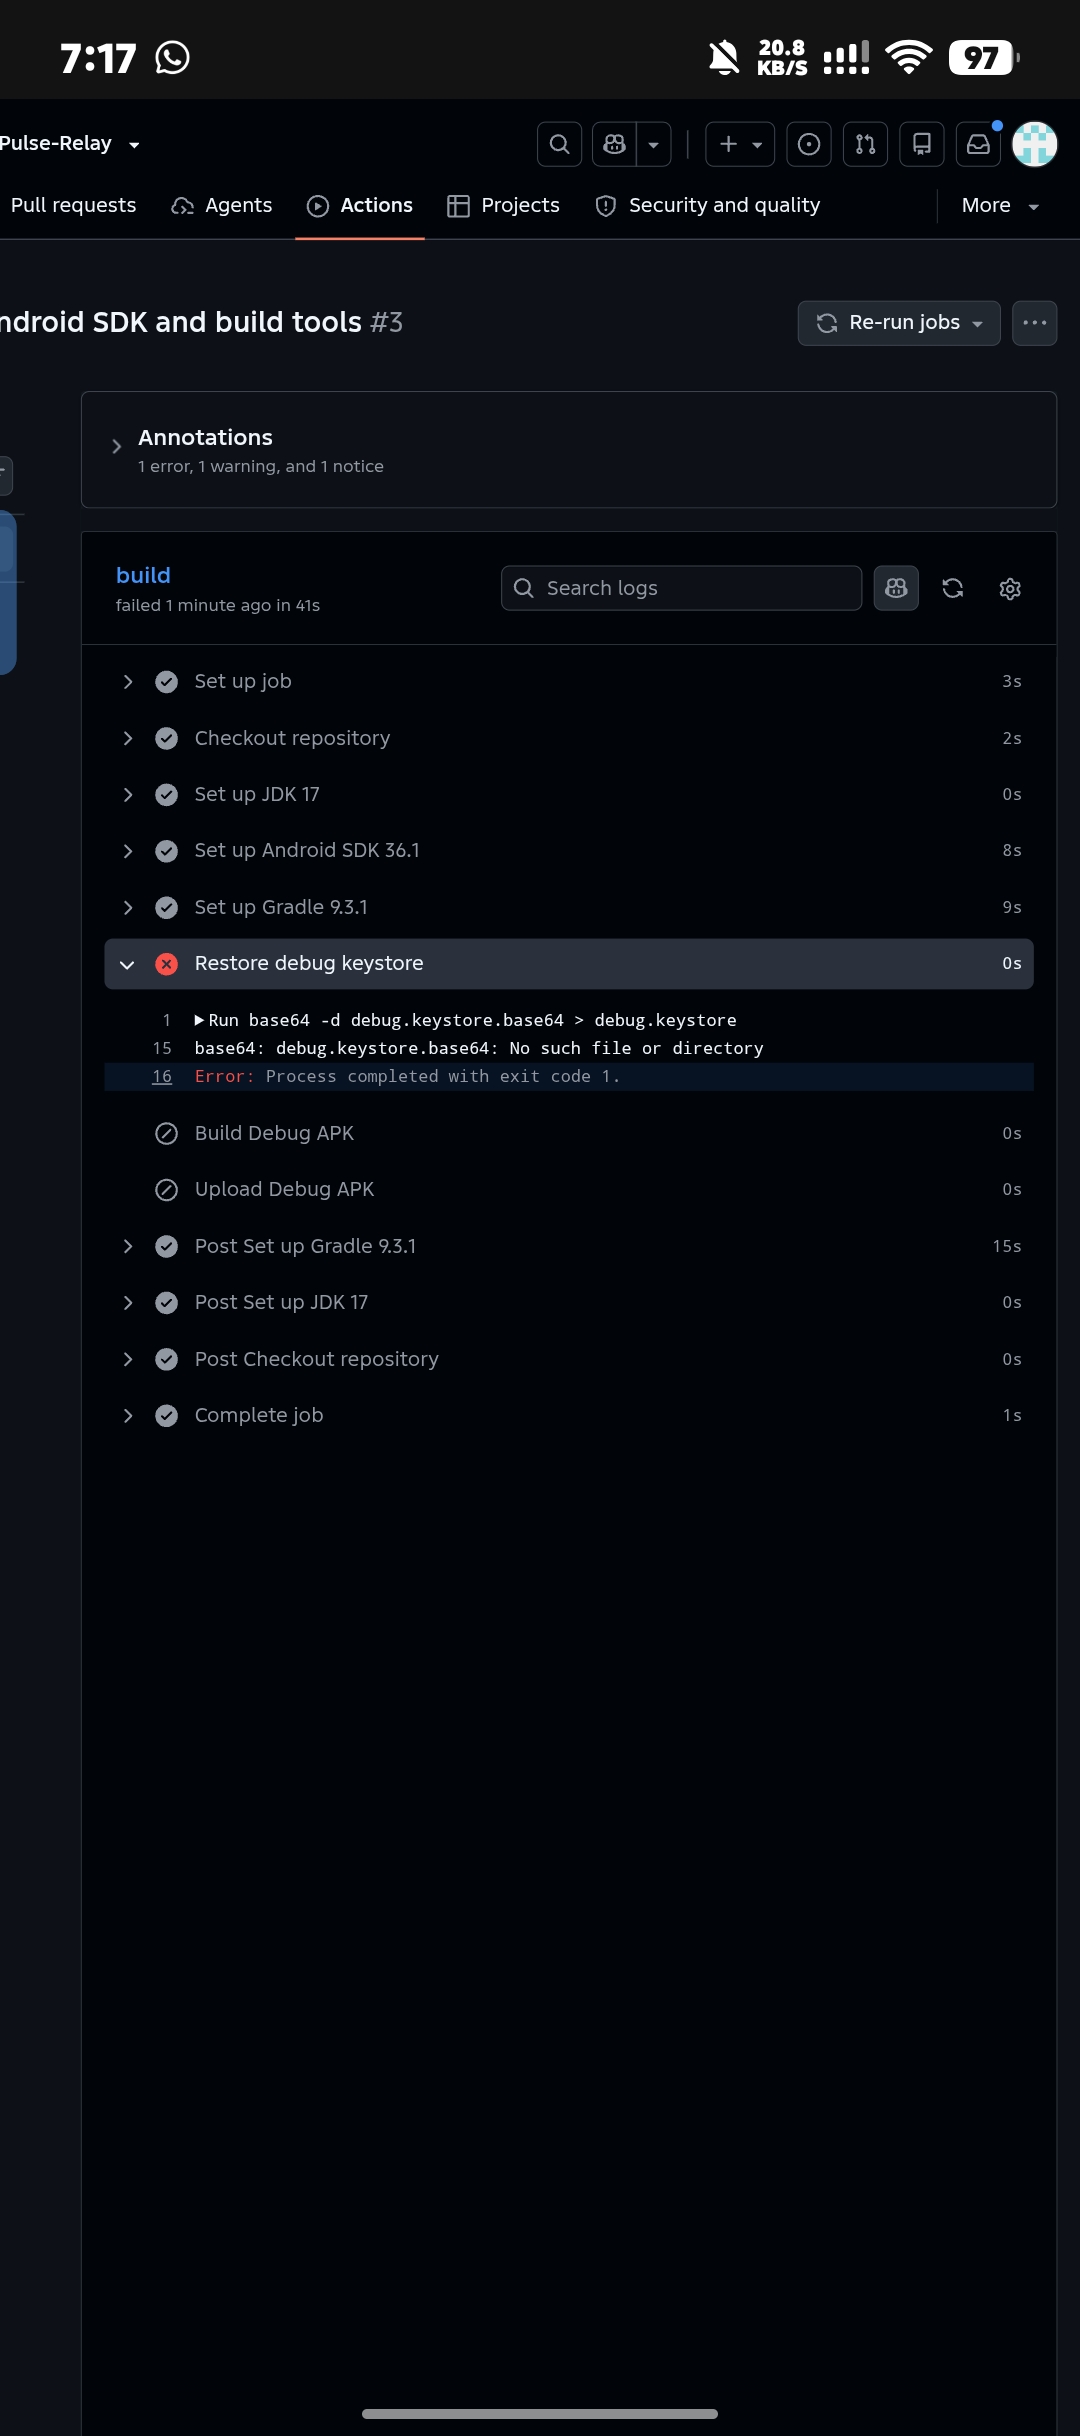 7:17
20.8
KB/S
97
Pulse-Relay
Pull requests
Agents
Actions
Projects
Security and quality
More
ndroid SDK and build tools #3
Re-run jobs
Annotations
1 error, 1 warning, and 1 notice
build
failed 1 minute ago in 41s
Search logs
Set up job 3s
Checkout repository 2s
Set up JDK 17 0s
Set up Android SDK 36.1 8s
Set up Gradle 9.3.1 9s
Restore debug keystore 0s
1 Run base64 -d debug.keystore.base64 > debug.keystore
15 base64: debug.keystore.base64: No such file or directory
16 Error: Process completed with exit code 1.
Build Debug APK 0s
Upload Debug APK 0s
Post Set up Gradle 9.3.1 15s
Post Set up JDK 17 0s
Post Checkout repository 0s
Complete job 1s